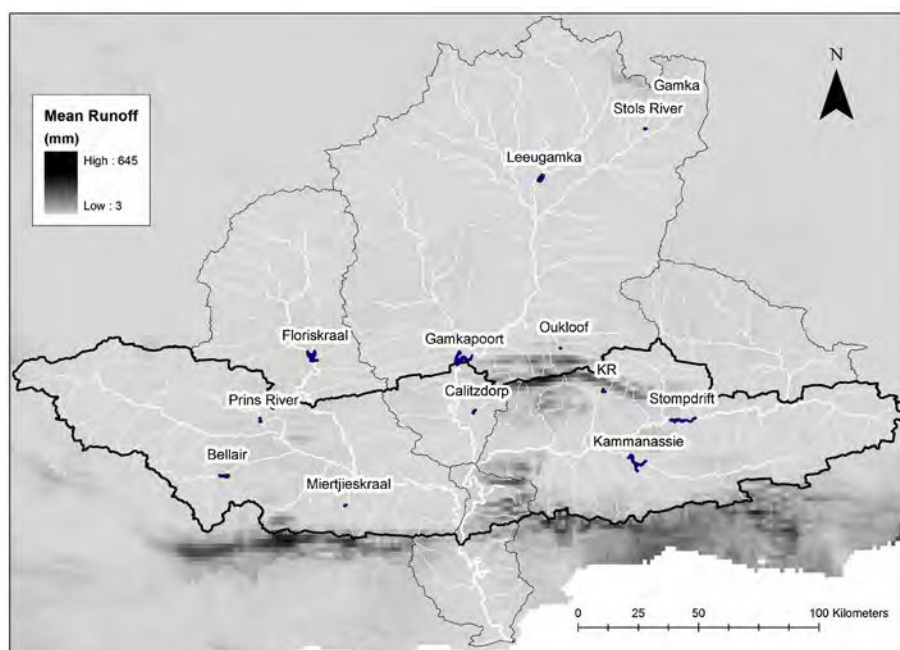 N
Mean Runoff
(mm)
High : 645
Low : 3
Gamka
Stols River
Leeugamka
Oukloof
Floriskraal
Gamkapoort
KR
Prins River
Calitzdorp
Stompdrift
Kammanassie
Bellair
Miertjieskraal
0 25 50 100 Kilometers